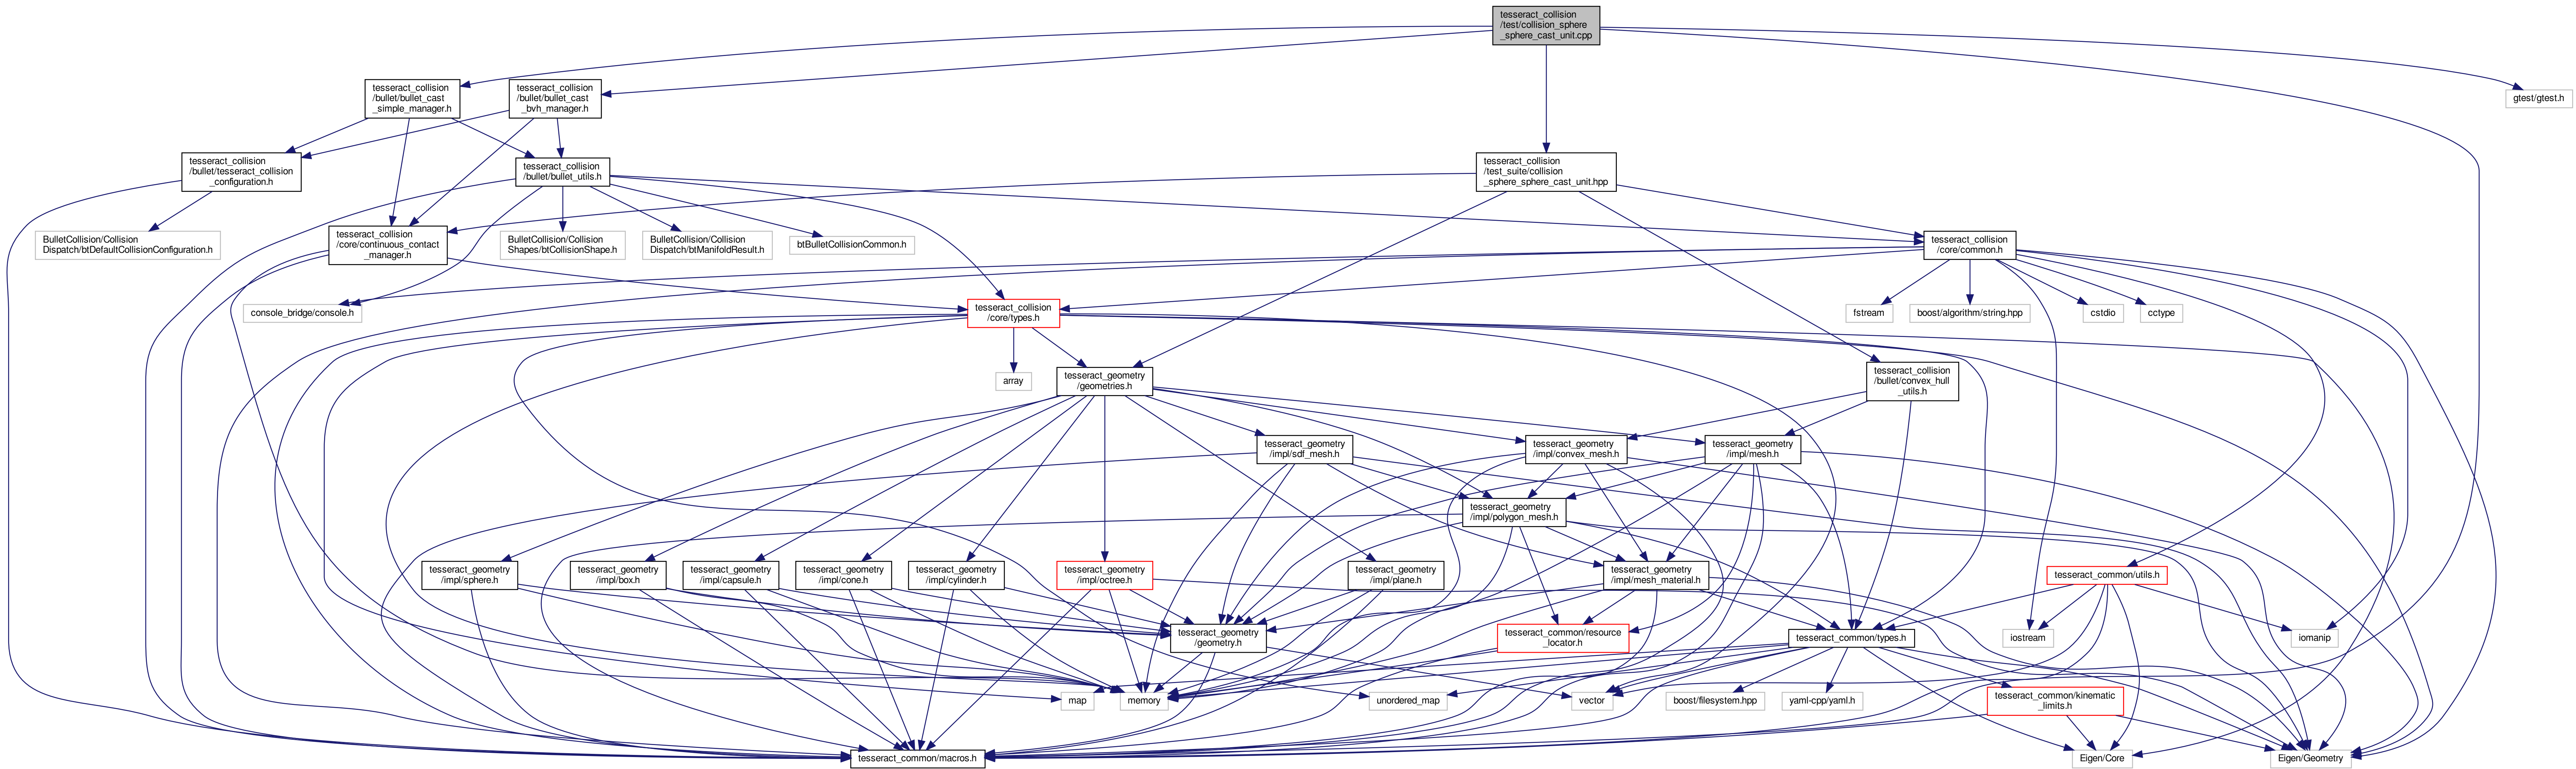 tesseract_collision
/test/collision_sphere
_sphere_cast_unit.cpp
tesseract_collision
/bullet/bullet_cast
_simple_manager.h
tesseract_collision
/bullet/bullet_cast
_bvh_manager.h
gtest/gtest.h
tesseract_collision
/bullet/tesseract_collision
_configuration.h
tesseract_collision
/bullet/bullet_utils.h
tesseract_collision
/test_suite/collision
_sphere_sphere_cast_unit.hpp
BulletCollision/Collision
Dispatch/btDefaultCollisionConfiguration.h
tesseract_collision
/core/continuous_contact
_manager.h
BulletCollision/Collision
Shapes/btCollisionShape.h
BulletCollision/Collision
Dispatch/btManifoldResult.h
btBulletCollisionCommon.h
tesseract_collision
/core/common.h
console_bridge/console.h
tesseract_collision
/core/types.h
fstream
boost/algorithm/string.hpp
cstdio
cctype
array
tesseract_geometry
/geometries.h
tesseract_collision
/bullet/convex_hull
_utils.h
tesseract_geometry
/impl/sdf_mesh.h
tesseract_geometry
/impl/convex_mesh.h
tesseract_geometry
/impl/mesh.h
tesseract_geometry
/impl/polygon_mesh.h
tesseract_geometry
/impl/sphere.h
tesseract_geometry
/impl/box.h
tesseract_geometry
/impl/capsule.h
tesseract_geometry
/impl/cone.h
tesseract_geometry
/impl/cylinder.h
tesseract_geometry
/impl/octree.h
tesseract_geometry
/impl/plane.h
tesseract_geometry
/impl/mesh_material.h
tesseract_common/utils.h
tesseract_geometry
/geometry.h
tesseract_common/resource
_locator.h
tesseract_common/types.h
iostream
iomanip
map
memory
unordered_map
vector
boost/filesystem.hpp
yaml-cpp/yaml.h
tesseract_common/kinematic
_limits.h
tesseract_common/macros.h
Eigen/Core
Eigen/Geometry